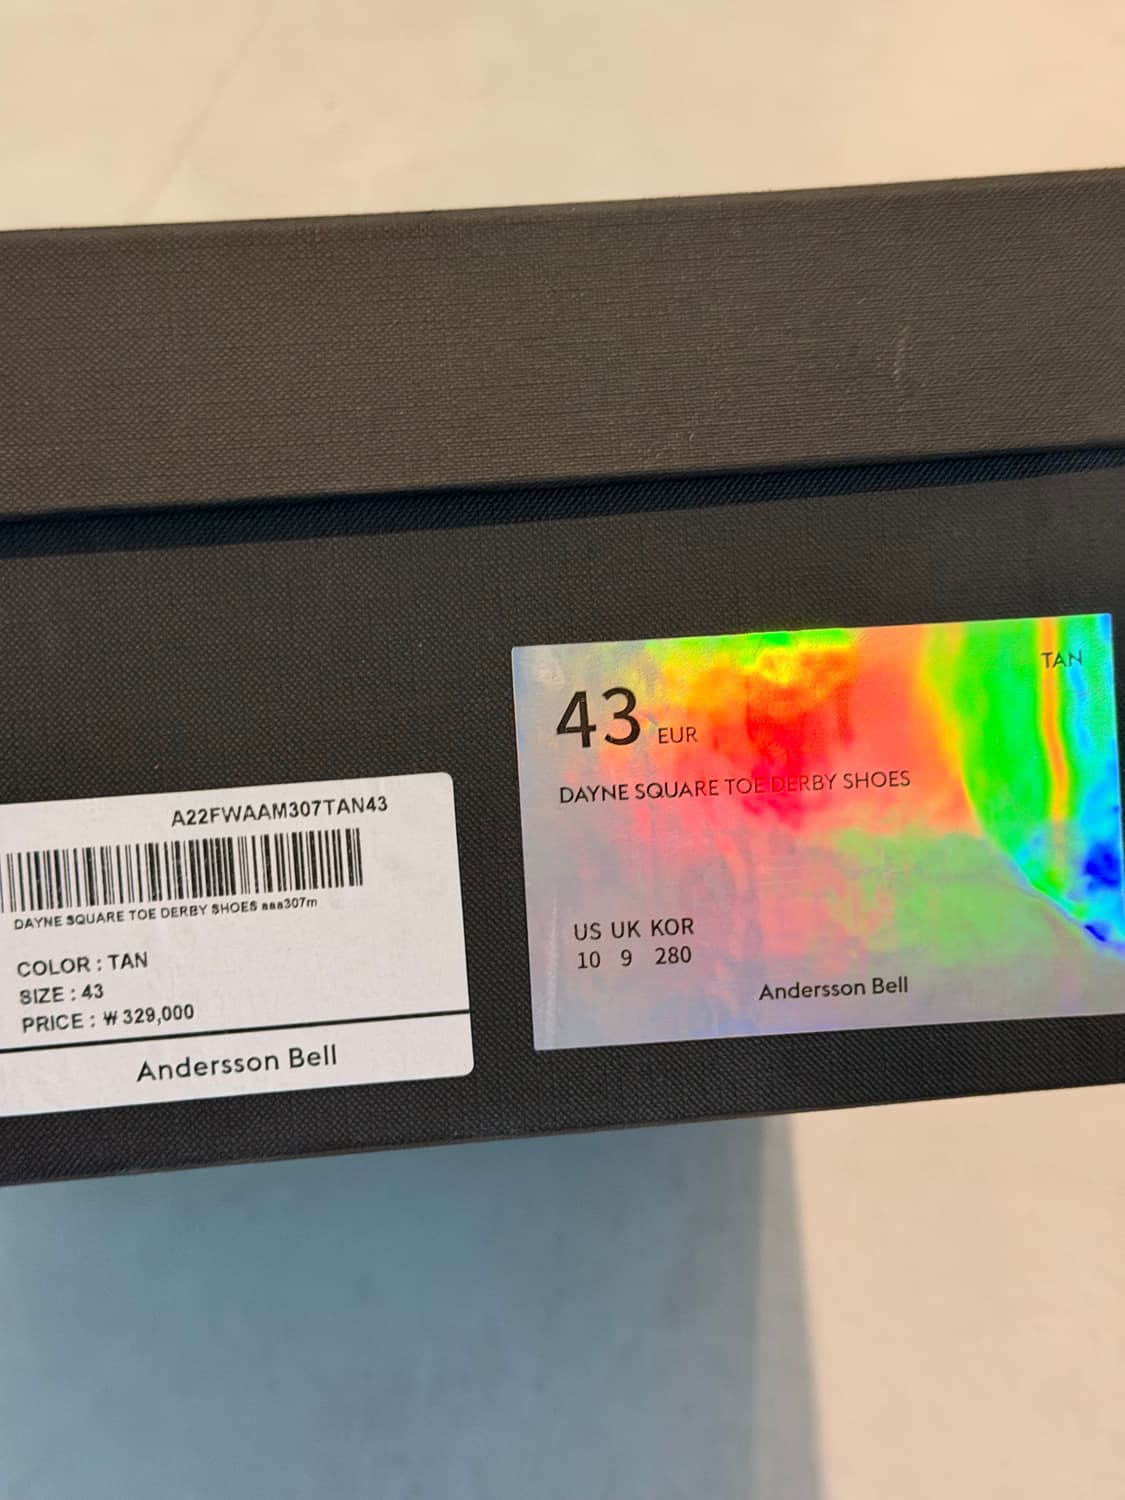 A22FWAAM307TAN43
DAYNE SQUARE TOE DERBY SHOES aaa307m
COLOR : TAN
SIZE : 43
PRICE : ₩ 329,000
Andersson Bell
TAN
43 EUR
DAYNE SQUARE TOE DERBY SHOES
US UK KOR
10 9 280
Andersson Bell